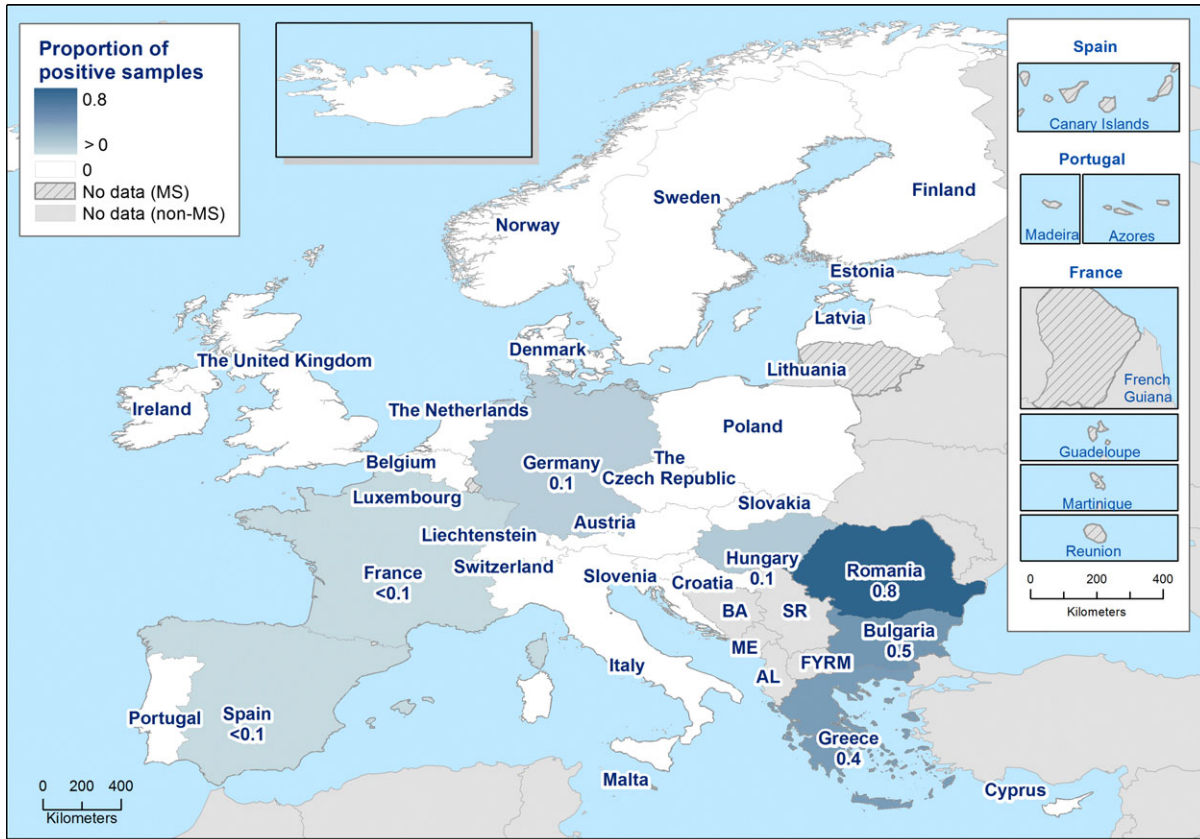 Proportion of
positive samples
0.8
> 0
0
No data (MS)
No data (non-MS)
Spain
Canary Islands
Portugal
Madeira
Azores
France
French
Guiana
Guadeloupe
Martinique
Reunion
0 200 400
Kilometers
Finland
Sweden
Norway
Estonia
Latvia
Denmark
The United Kingdom
Lithuania
Ireland
The Netherlands
Poland
Belgium
Germany
0.1
The
Czech Republic
Luxembourg
Slovakia
Austria
Liechtenstein
Hungary
0.1
Switzerland
France
<0.1
Slovenia
Croatia
Romania
0.8
BA
SR
Bulgaria
0.5
ME
FYRM
Italy
AL
Portugal
Spain
<0.1
Greece
0.4
Malta
Cyprus
0 200 400
Kilometers